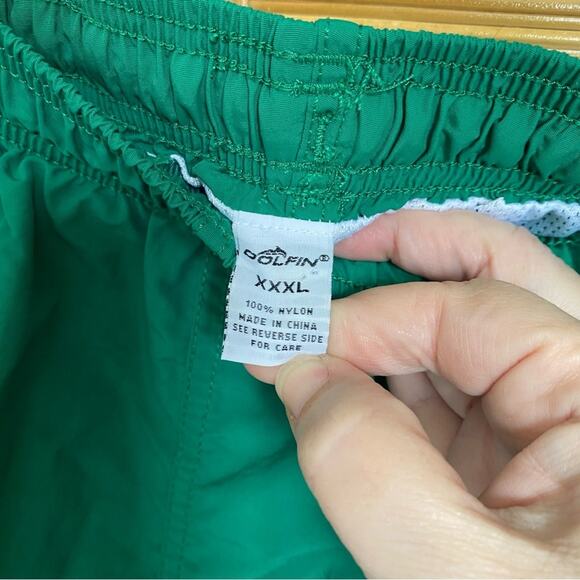 DOLFIN®
XXXL
100% NYLON
MADE IN CHINA
SEE REVERSE SIDE
FOR CARE